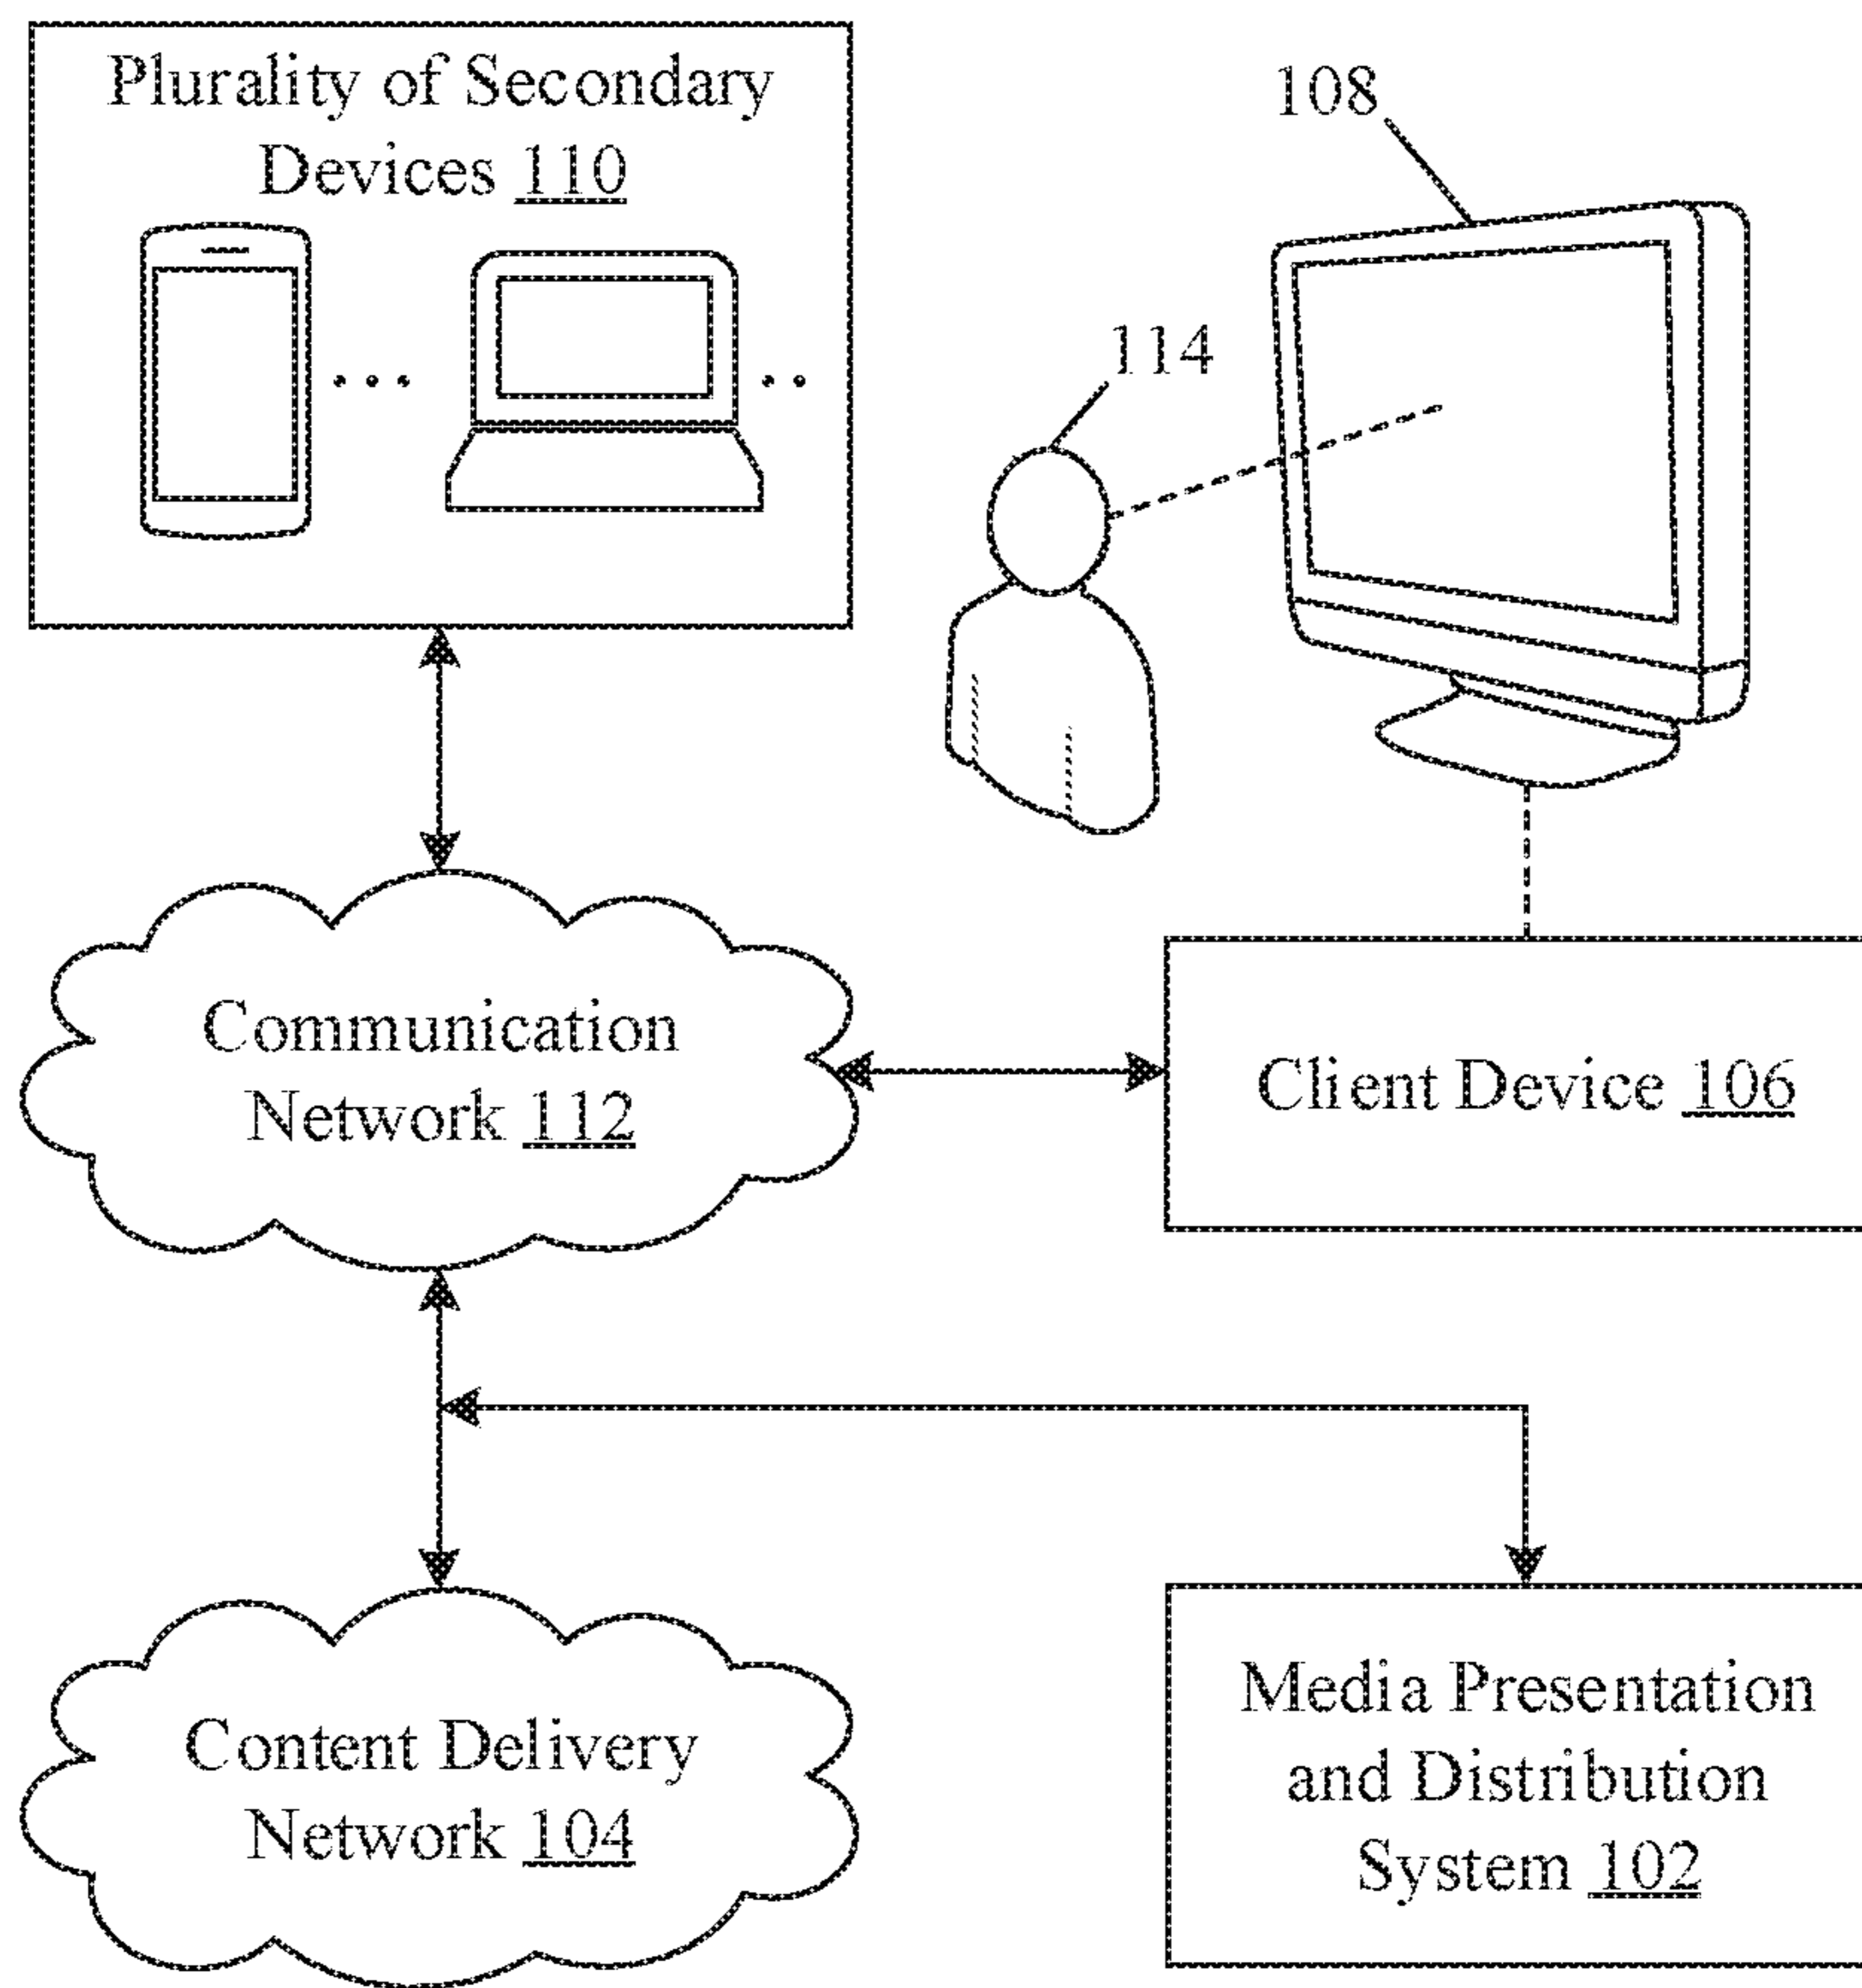 Plurality of Secondary
Devices 110
108
114
Communication
Network 112
Client Device 106
Content Delivery
Network 104
Media Presentation
and Distribution
System 102